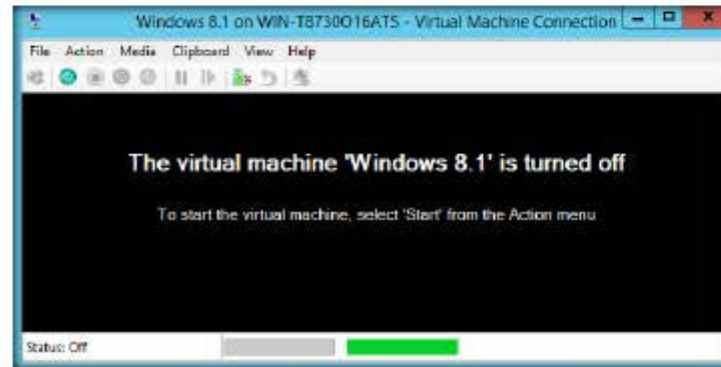 Windows 8.1 on WIN-T8730O16ATS - Virtual Machine Connection
File Action Media Clipboard View Help
The virtual machine 'Windows 8.1' is turned off
To start the virtual machine, select 'Start' from the Action menu
Status: Off